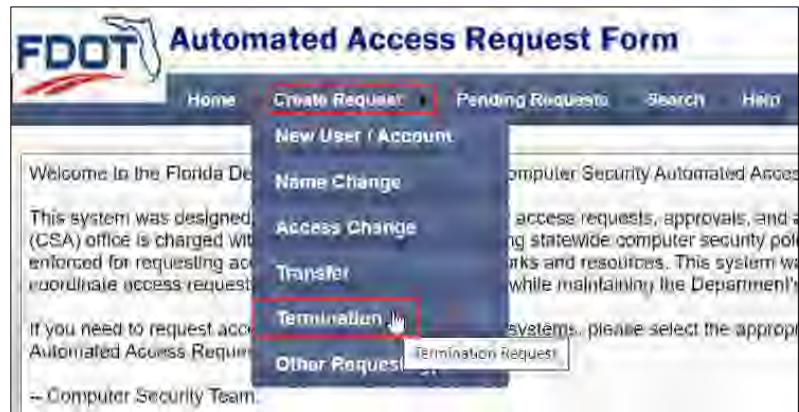 FDOT Automated Access Request Form
Home Create Request Pending Requests Search Help
New User / Account
Name Change
Access Change
Transfer
Termination
Termination Request
Other Request
Welcome to the Florida De omputer Security Automated Acces
This system was designed access requests, approvals, and a
(CSA) office is charged wit ng statewide computer security poli
enforced for requesting acc rks and resources. This system wa
coordinate access request while maintaining the Department's
If you need to request acce systems, please select the appropr
Automated Access Reque
-- Computer Security Team